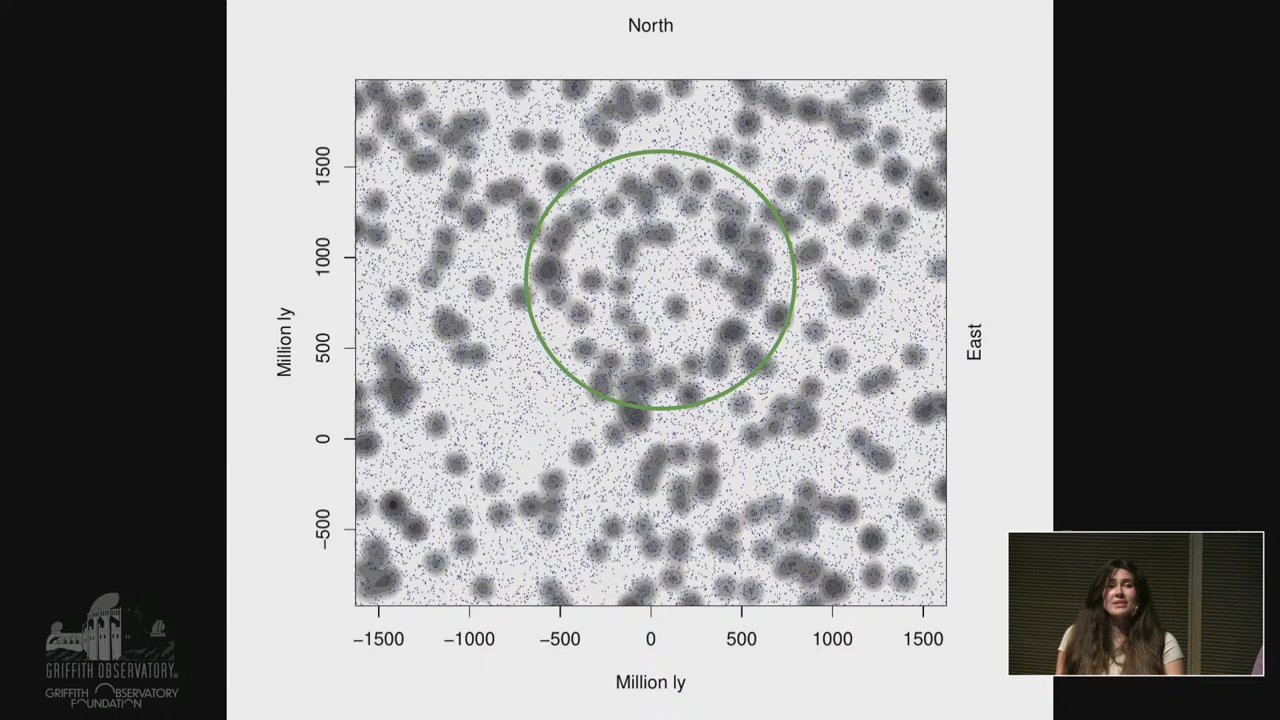 North
1500
1000
500
0
−500
Million ly
East
−1500
−1000
−500
0
500
1000
1500
Million ly
GRIFFITH OBSERVATORY
GRIFFITH OBSERVATORY
FOUNDATION